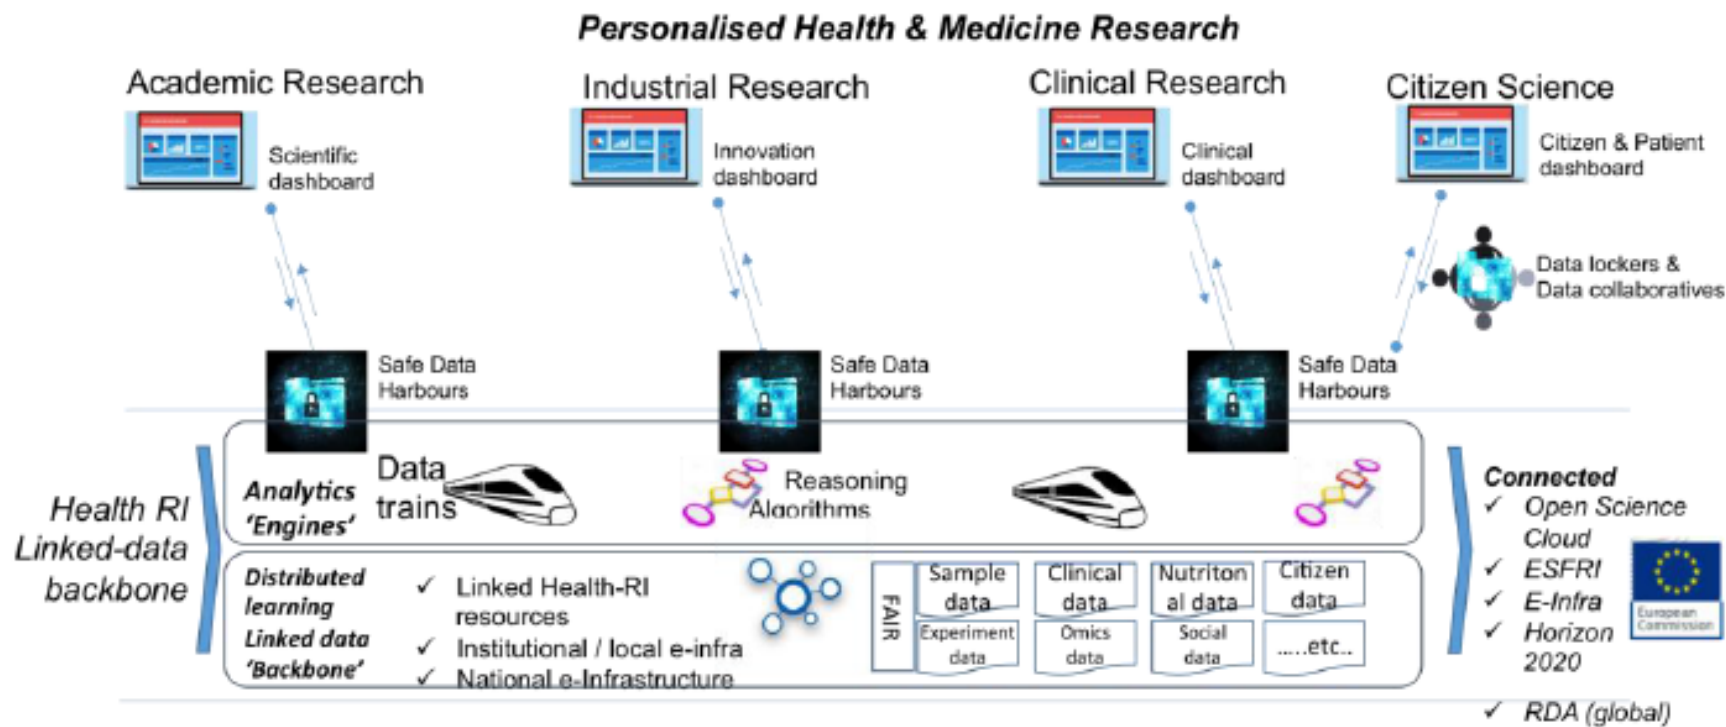 Personalised Health & Medicine Research
Academic Research
Scientific
dashboard
Industrial Research
Innovation
dashboard
Clinical Research
Clinical
dashboard
Citizen Science
Citizen & Patient
dashboard
Data lockers &
Data collaboratives
Safe Data
Harbours
Safe Data
Harbours
Safe Data
Harbours
Health RI
Linked-data
backbone
Analytics
‘Engines’
Data
trains
Reasoning
Algorithms
Distributed
learning
Linked data
‘Backbone’
✓ Linked Health-RI
resources
✓ Institutional / local e-infra
✓ National e-Infrastructure
FAIR
Sample
data
Clinical
data
Nutriton
al data
Citizen
data
Experiment
data
Omics
data
Social
data
.....etc..
Connected
✓ Open Science
Cloud
✓ ESFRI
✓ E-Infra
✓ Horizon
2020
✓ RDA (global)
European
Commission